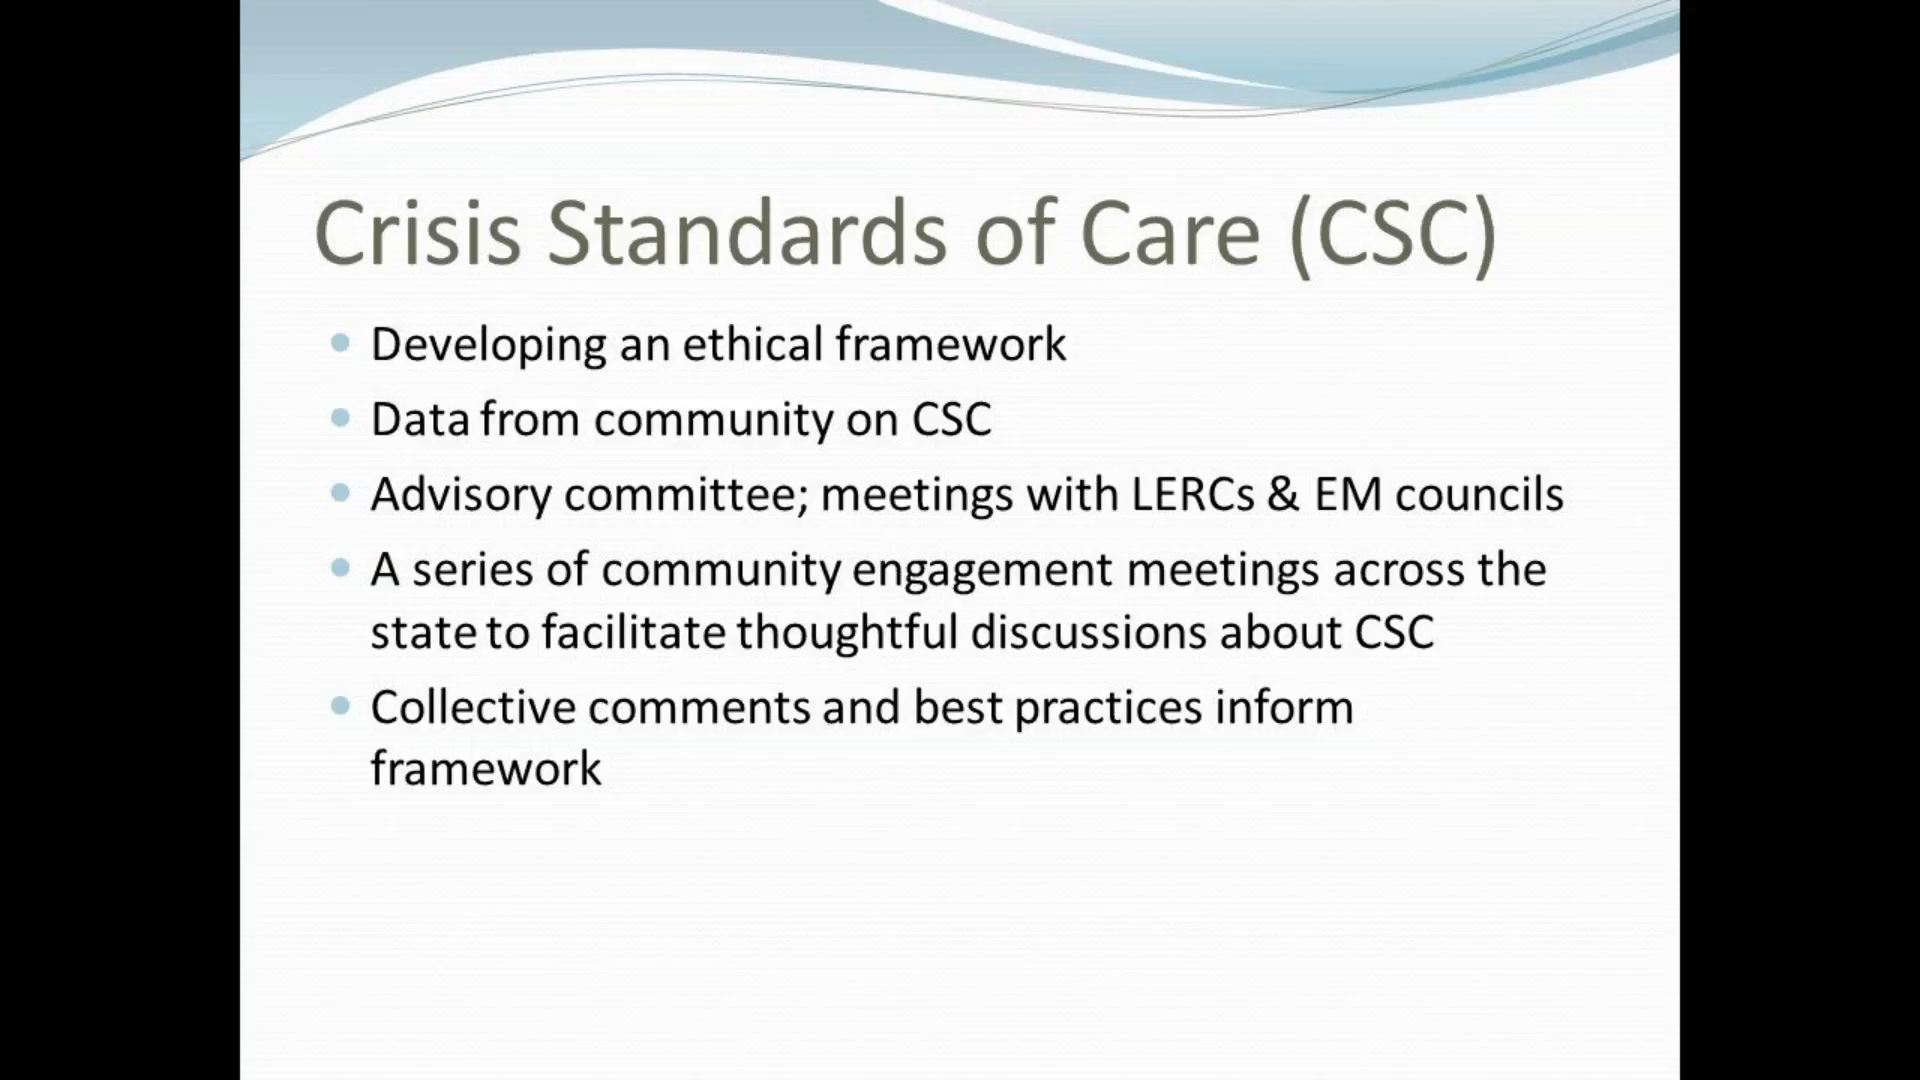 Crisis Standards of Care (CSC)
• Developing an ethical framework
• Data from community on CSC
• Advisory committee; meetings with LERCs & EM councils
• A series of community engagement meetings across the
state to facilitate thoughtful discussions about CSC
• Collective comments and best practices inform
framework